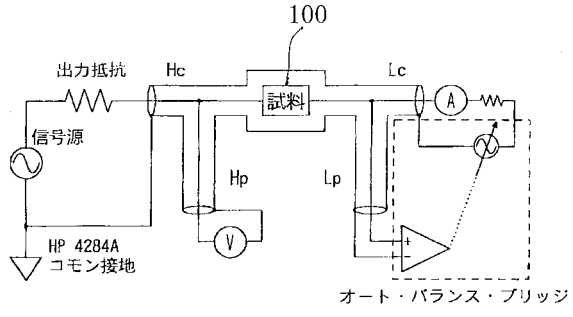 100
出力抵抗
Hc
Lc
試料
A
信号源
Hp
Lp
V
HP 4284A
コモン接地
+
−
オート・バランス・ブリッジ